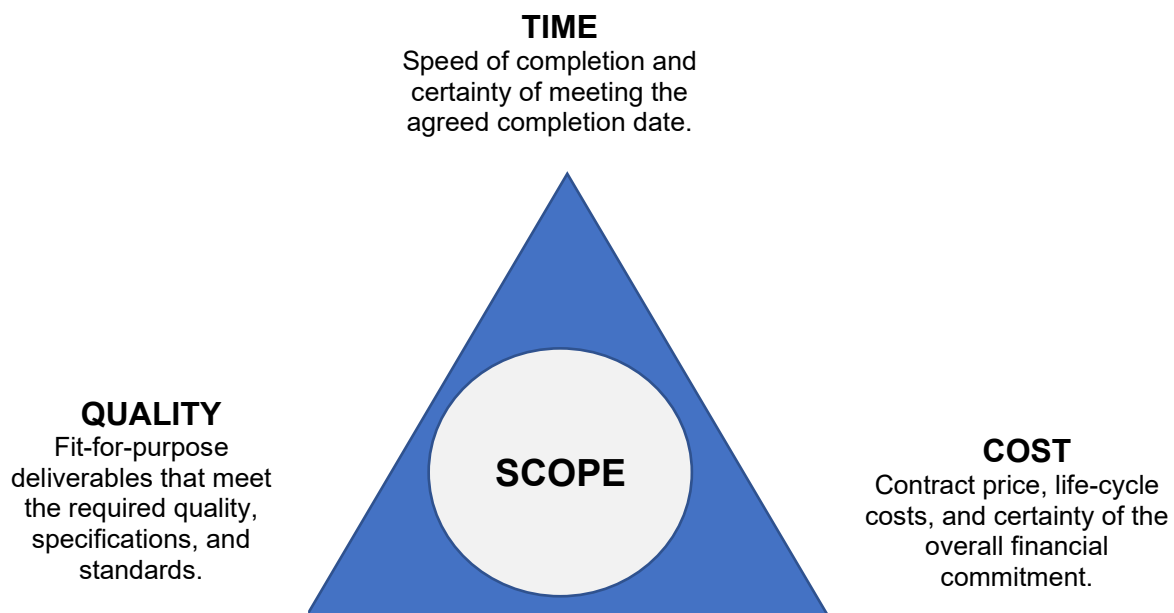 TIME
Speed of completion and
certainty of meeting the
agreed completion date.
QUALITY
Fit-for-purpose
deliverables that meet
the required quality,
specifications, and
standards.
SCOPE
COST
Contract price, life-cycle
costs, and certainty of the
overall financial
commitment.